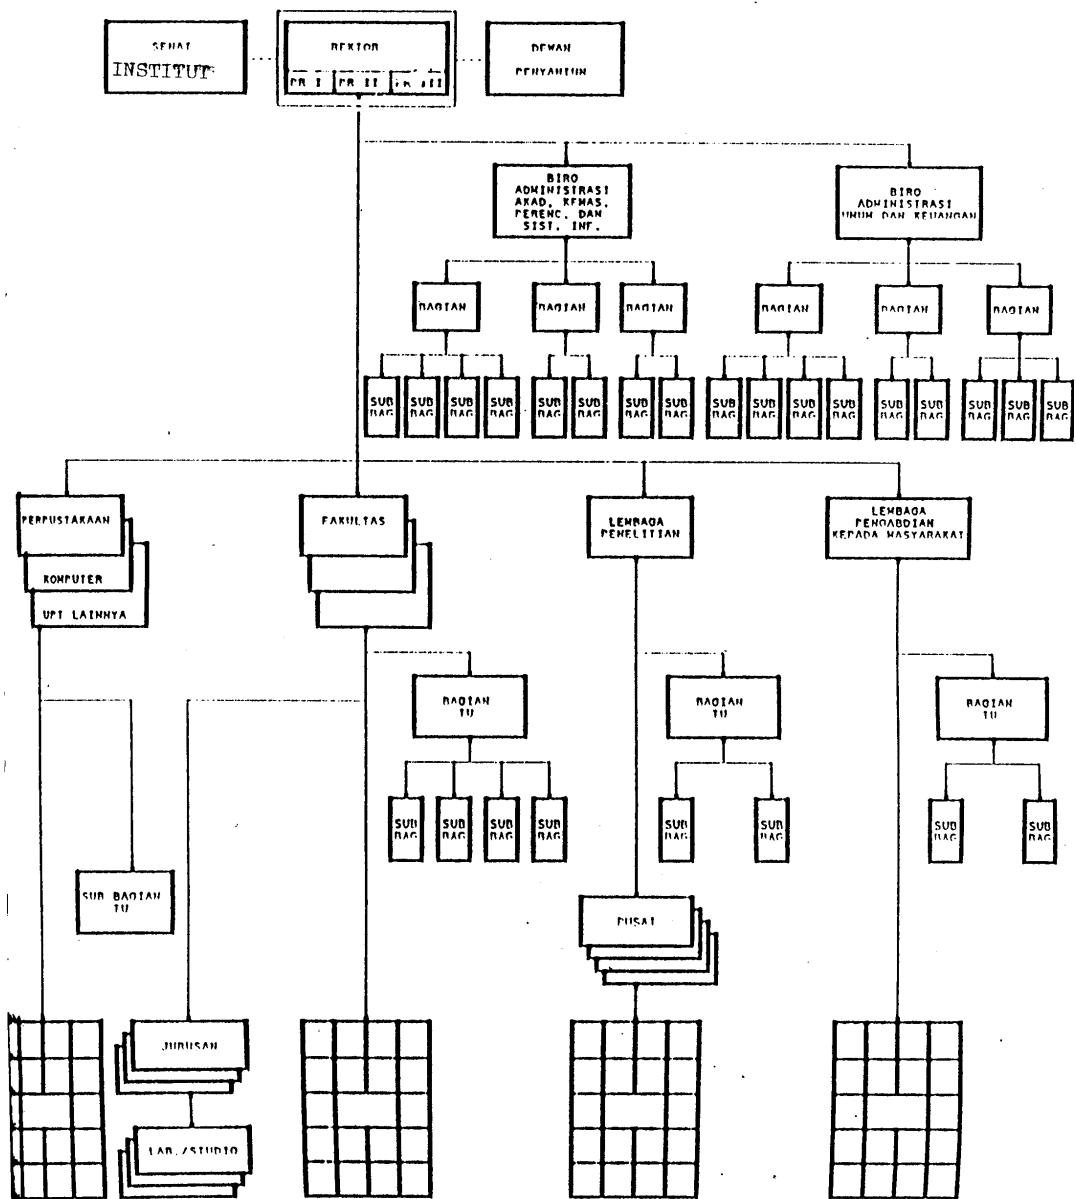 SENAT
INSTITUT
REKTOR
PR I PR II PR III
DEWAN
PENYANTUN
BIRO
ADMINISTRASI
AKAD, KEMAS,
PERENC. DAN
SIST. INF.
BIRO
ADMINISTRASI
UMUM DAN KEUANGAN
BAGIAN
BAGIAN
BAGIAN
BAGIAN
BAGIAN
BAGIAN
SUB
BAG
SUB
BAG
SUB
BAG
SUB
BAG
SUB
BAG
SUB
BAG
SUB
BAG
SUB
BAG
SUB
BAG
SUB
BAG
SUB
BAG
SUB
BAG
SUB
BAG
SUB
BAG
SUB
BAG
SUB
BAG
SUB
BAG
PERPUSTAKAAN
KOMPUTER
UPT LAINNYA
FAKULTAS
LEMBAGA
PENELITIAN
LEMBAGA
PENGABDIAN
KEPADA MASYARAKAT
BAGIAN
TU
BAGIAN
TU
BAGIAN
TU
SUB
BAG
SUB
BAG
SUB
BAG
SUB
BAG
SUB
BAG
SUB
BAG
SUB
BAG
SUB
BAG
SUB BAGIAN
TU
PUSAT
JURUSAN
LAB./STUDIO